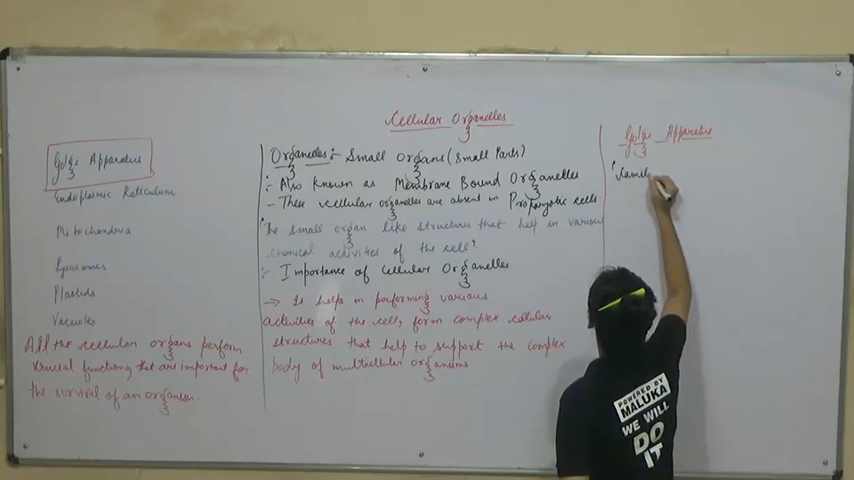 Cellular Organelles
Golgi Apparatus
Endoplasmic Reticulum
Mitochondria
Lysosomes
Plastids
Vacuoles
All the cellular organs perform
crucial functions, that are important for
the survival of an organism
Organelles :- Small Organs (Small Parts)
:- Also known as Membrane Bound Organelles
- These cellular organelles are absent in Prokaryotic cells
"The small organ like structure that help in various
chemical activities of the cell"
:- Importance of Cellular Organelles
→ It helps in performing various
activities of the cell, form complex cellular
structures that help to support the complex
body of multicellular organisms
Golgi Apparatus
POWERED BY
MALUKA
WE WILL
DO
it